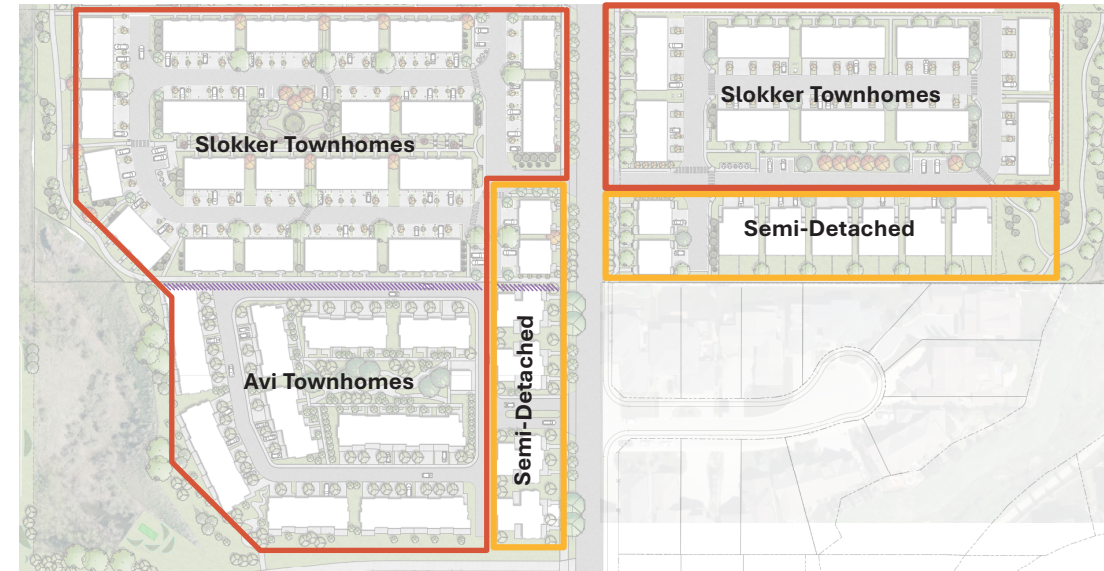 Slokker Townhomes
Slokker Townhomes
Semi-Detached
Avi Townhomes
Semi-Detached